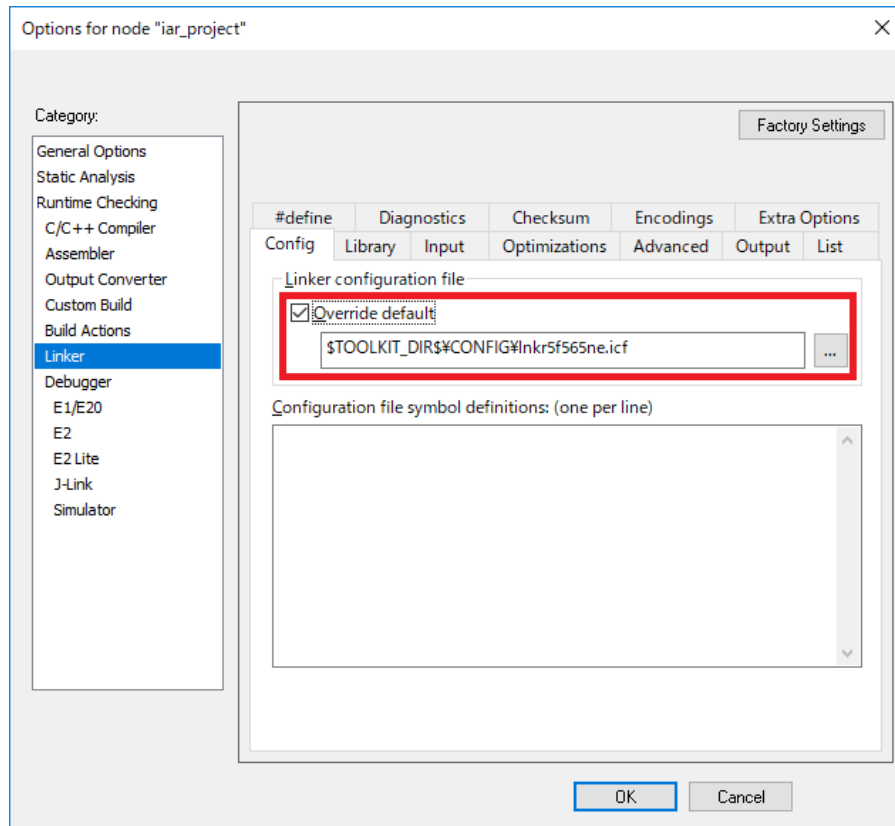 Options for node "iar_project"
Category:
General Options
Static Analysis
Runtime Checking
C/C++ Compiler
Assembler
Output Converter
Custom Build
Build Actions
Linker
Debugger
E1/E20
E2
E2 Lite
J-Link
Simulator
Factory Settings
#define Diagnostics Checksum Encodings Extra Options
Config Library Input Optimizations Advanced Output List
Linker configuration file
Override default
$TOOLKIT_DIR$¥CONFIG¥lnkr5f565ne.icf
...
Configuration file symbol definitions: (one per line)
OK Cancel